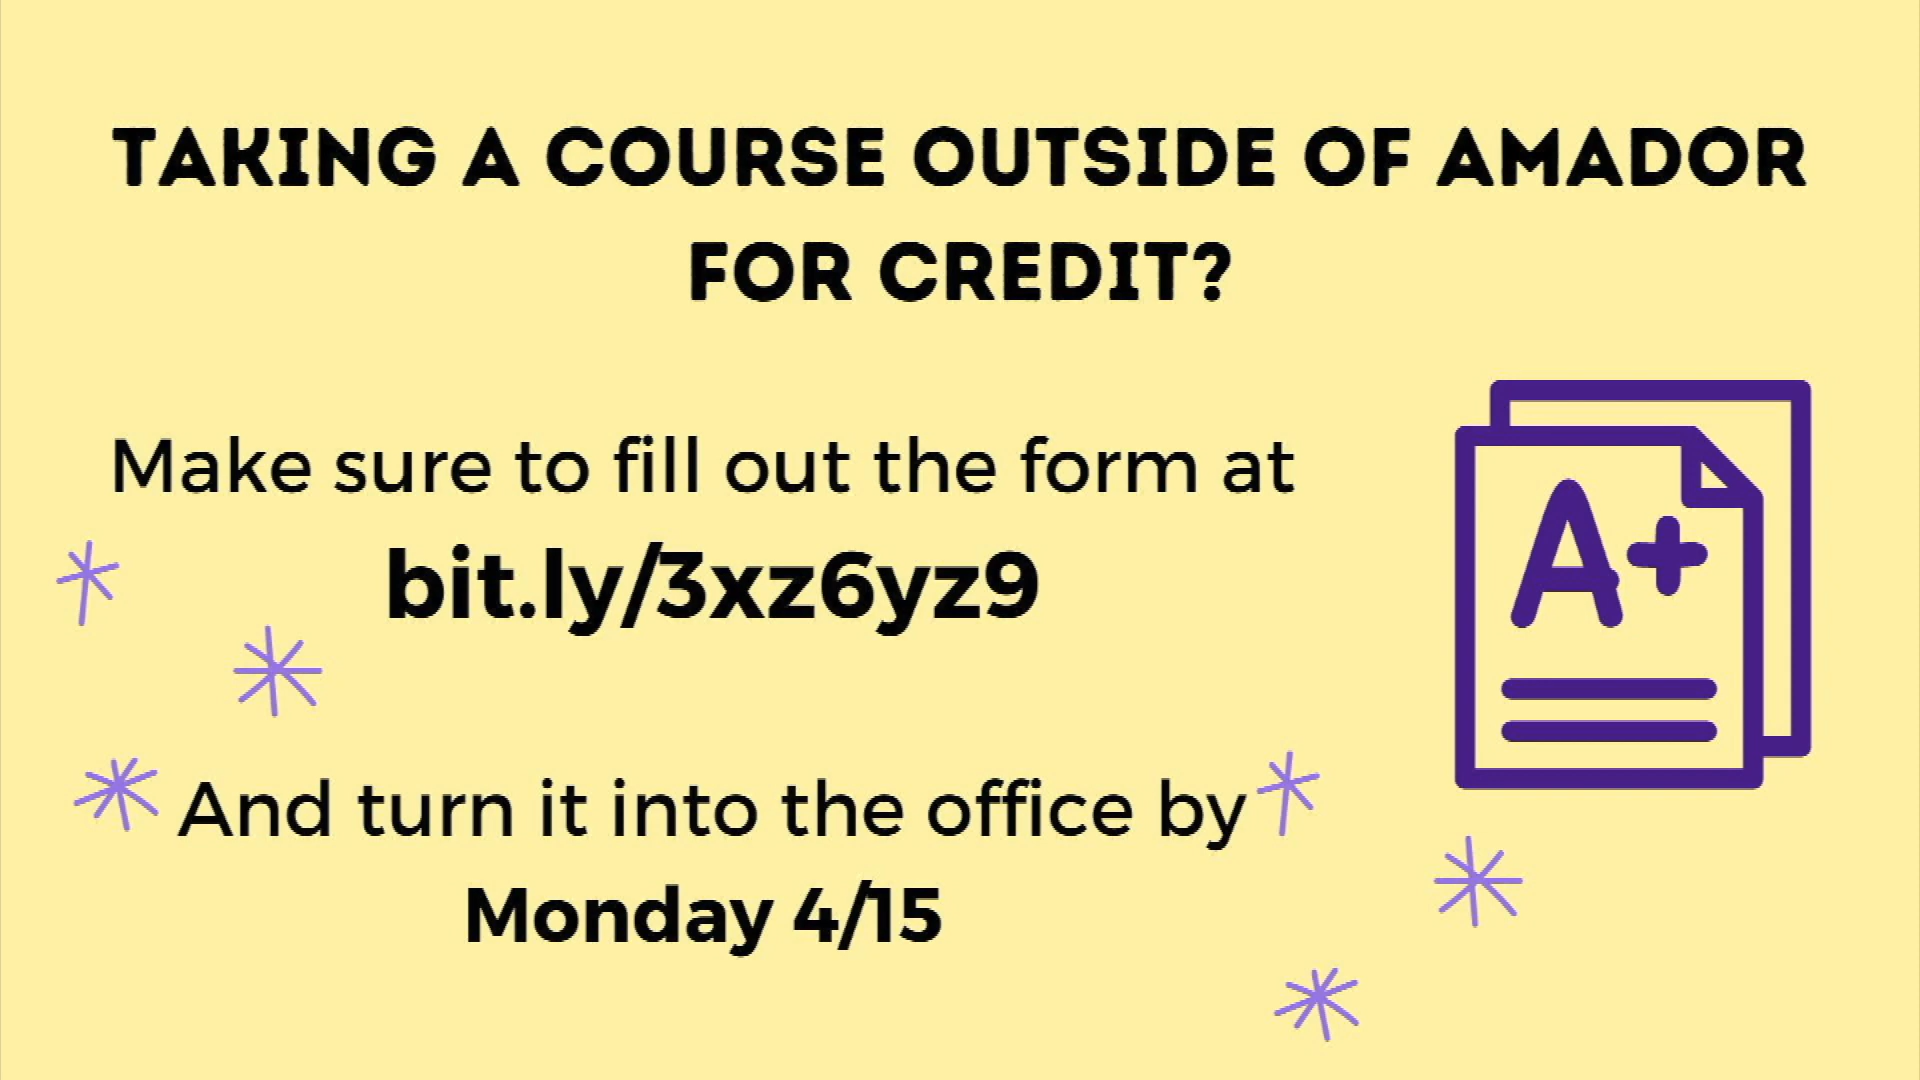 TAKING A COURSE OUTSIDE OF AMADOR
FOR CREDIT?
Make sure to fill out the form at
bit.ly/3xz6yz9
And turn it into the office by
Monday 4/15
A+